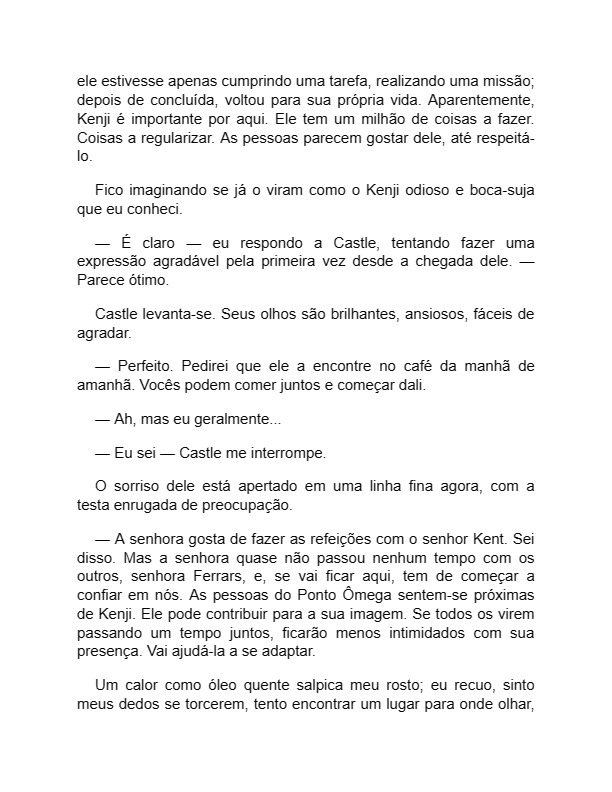 ele estivesse apenas cumprindo uma tarefa, realizando uma missão;
depois de concluída, voltou para sua própria vida. Aparentemente,
Kenji é importante por aqui. Ele tem um milhão de coisas a fazer.
Coisas a regularizar. As pessoas parecem gostar dele, até respeitá-
lo.
Fico imaginando se já o viram como o Kenji odioso e boca-suja
que eu conheci.
— É claro — eu respondo a Castle, tentando fazer uma
expressão agradável pela primeira vez desde a chegada dele. —
Parece ótimo.
Castle levanta-se. Seus olhos são brilhantes, ansiosos, fáceis de
agradar.
— Perfeito. Pedirei que ele a encontre no café da manhã de
amanhã. Vocês podem comer juntos e começar dali.
— Ah, mas eu geralmente...
— Eu sei — Castle me interrompe.
O sorriso dele está apertado em uma linha fina agora, com a
testa enrugada de preocupação.
— A senhora gosta de fazer as refeições com o senhor Kent. Sei
disso. Mas a senhora quase não passou nenhum tempo com os
outros, senhora Ferrars, e, se vai ficar aqui, tem de começar a
confiar em nós. As pessoas do Ponto Ômega sentem-se próximas
de Kenji. Ele pode contribuir para a sua imagem. Se todos os virem
passando um tempo juntos, ficarão menos intimidados com sua
presença. Vai ajudá-la a se adaptar.
Um calor como óleo quente salpica meu rosto; eu recuo, sinto
meus dedos se torcerem, tento encontrar um lugar para onde olhar,